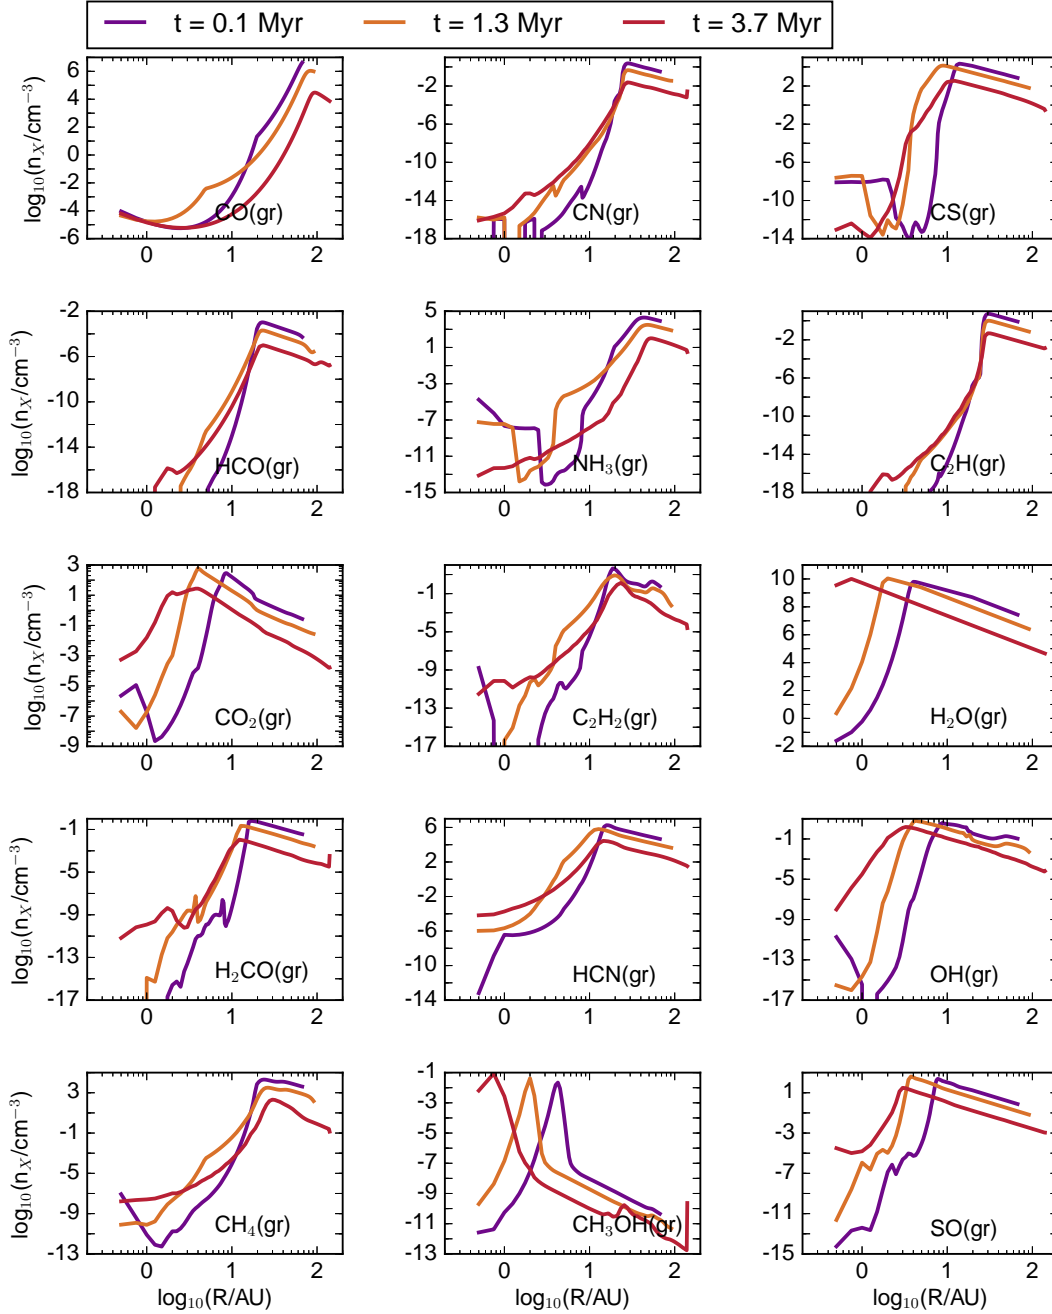 t = 0.1 Myr t = 1.3 Myr t = 3.7 Myr
log₁₀(n_X/cm⁻³)
6
4
2
0
-2
-4
-6
0 1 2
CO(gr)
-2
-6
-10
-14
-18
0 1 2
CN(gr)
2
-2
-6
-10
-14
0 1 2
CS(gr)
log₁₀(n_X/cm⁻³)
-2
-6
-10
-14
-18
0 1 2
HCO(gr)
5
1
-3
-7
-11
-15
0 1 2
NH₃(gr)
-2
-6
-10
-14
-18
0 1 2
C₂H(gr)
log₁₀(n_X/cm⁻³)
3
1
-1
-3
-5
-7
-9
0 1 2
CO₂(gr)
-1
-5
-9
-13
-17
0 1 2
C₂H₂(gr)
10
8
6
4
2
0
-2
0 1 2
H₂O(gr)
log₁₀(n_X/cm⁻³)
-1
-5
-9
-13
-17
0 1 2
H₂CO(gr)
6
2
-2
-6
-10
-14
0 1 2
HCN(gr)
-1
-5
-9
-13
-17
0 1 2
OH(gr)
log₁₀(n_X/cm⁻³)
3
-1
-5
-9
-13
0 1 2
CH₄(gr)
log₁₀(R/AU)
-1
-3
-5
-7
-9
-11
-13
0 1 2
CH₃OH(gr)
log₁₀(R/AU)
1
-3
-7
-11
-15
0 1 2
SO(gr)
log₁₀(R/AU)